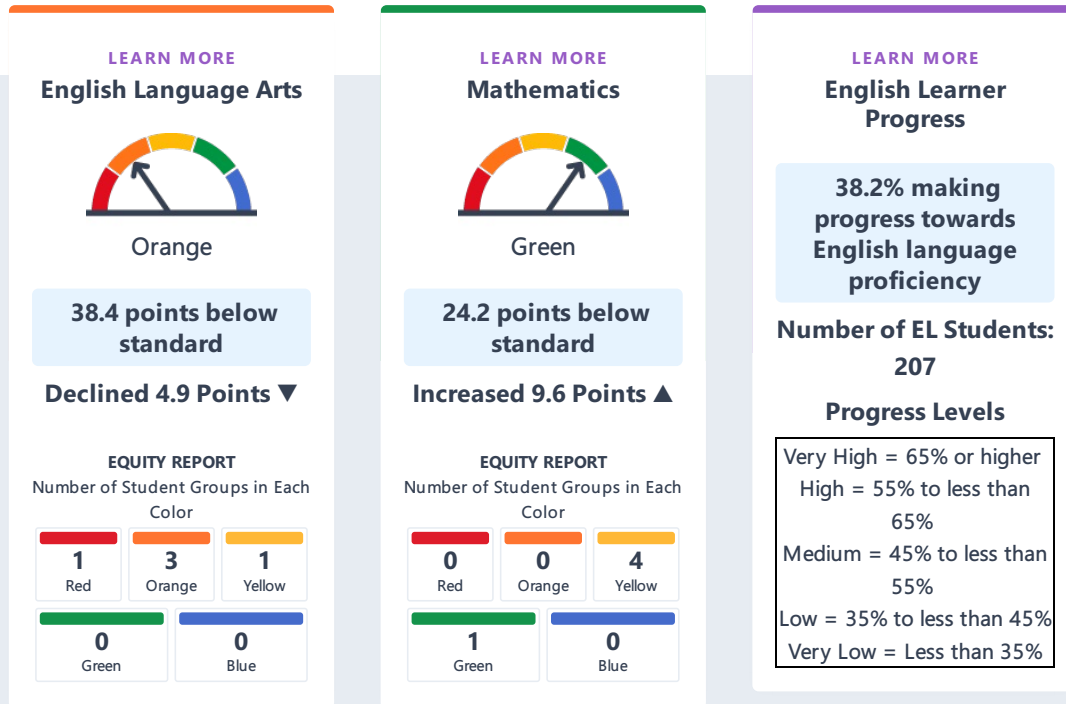 LEARN MORE
English Language Arts
Orange
38.4 points below
standard
Declined 4.9 Points ▼
EQUITY REPORT
Number of Student Groups in Each
Color
1
Red
3
Orange
1
Yellow
0
Green
0
Blue
LEARN MORE
Mathematics
Green
24.2 points below
standard
Increased 9.6 Points ▲
EQUITY REPORT
Number of Student Groups in Each
Color
0
Red
0
Orange
4
Yellow
1
Green
0
Blue
LEARN MORE
English Learner
Progress
38.2% making
progress towards
English language
proficiency
Number of EL Students:
207
Progress Levels
Very High = 65% or higher
High = 55% to less than
65%
Medium = 45% to less than
55%
Low = 35% to less than 45%
Very Low = Less than 35%